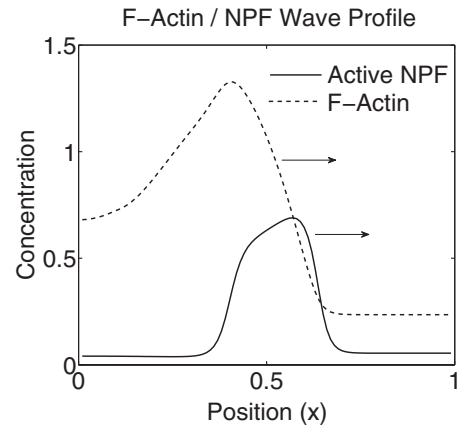 F−Actin / NPF Wave Profile
1.5
Active NPF
F−Actin
1
Concentration
0.5
0
0
0.5
1
Position (x)